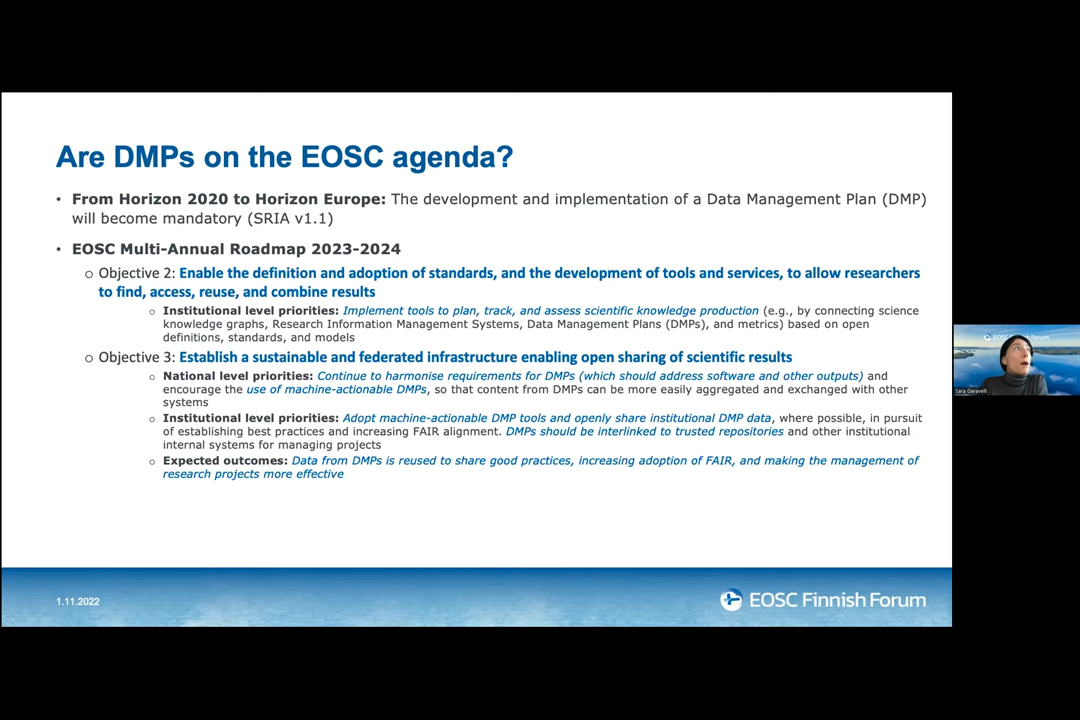 Are DMPs on the EOSC agenda?
• From Horizon 2020 to Horizon Europe: The development and implementation of a Data Management Plan (DMP)
will become mandatory (SRIA v1.1)
• EOSC Multi-Annual Roadmap 2023-2024
o Objective 2: Enable the definition and adoption of standards, and the development of tools and services, to allow researchers
to find, access, reuse, and combine results
o Institutional level priorities: Implement tools to plan, track, and assess scientific knowledge production (e.g., by connecting science
knowledge graphs, Research Information Management Systems, Data Management Plans (DMPs), and metrics) based on open
definitions, standards, and models
o Objective 3: Establish a sustainable and federated infrastructure enabling open sharing of scientific results
o National level priorities: Continue to harmonise requirements for DMPs (which should address software and other outputs) and
encourage the use of machine-actionable DMPs, so that content from DMPs can be more easily aggregated and exchanged with other
systems
o Institutional level priorities: Adopt machine-actionable DMP tools and openly share institutional DMP data, where possible, in pursuit
of establishing best practices and increasing FAIR alignment. DMPs should be interlinked to trusted repositories and other institutional
internal systems for managing projects
o Expected outcomes: Data from DMPs is reused to share good practices, increasing adoption of FAIR, and making the management of
research projects more effective
1.11.2022
EOSC Finnish Forum
Sara Garavelli